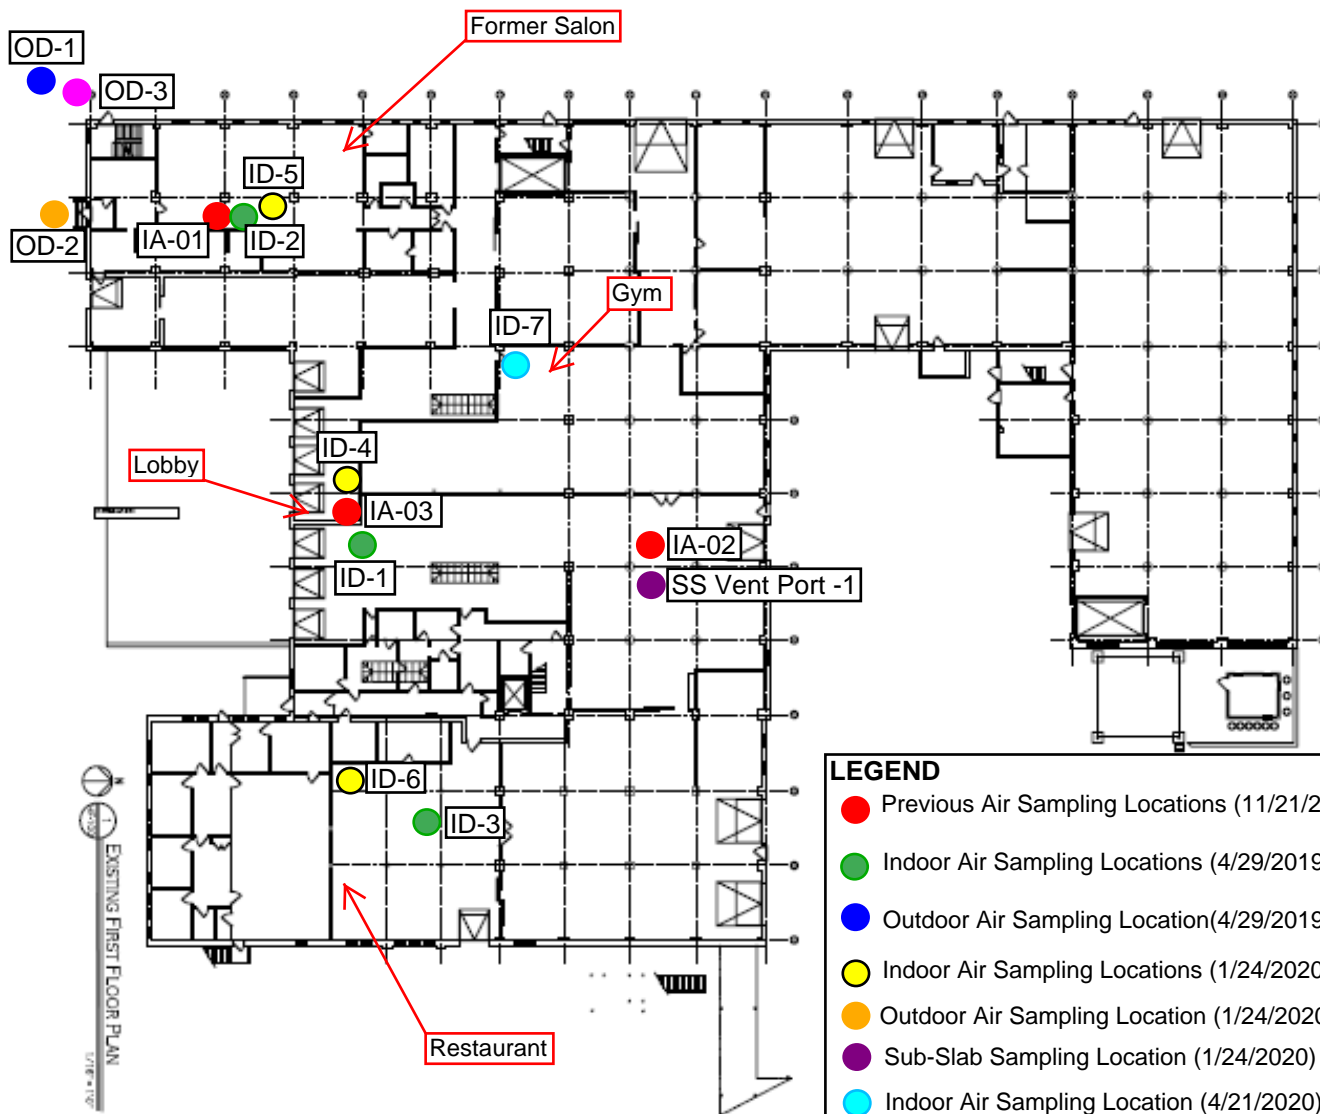 Former Salon
OD-1
OD-3
ID-5
OD-2
IA-01
ID-2
Gym
ID-7
ID-4
Lobby
IA-03
IA-02
ID-1
SS Vent Port -1
ID-6
ID-3
Restaurant
N
1
EXISTING FIRST FLOOR PLAN
LEGEND
Previous Air Sampling Locations (11/21/2
Indoor Air Sampling Locations (4/29/2019
Outdoor Air Sampling Location(4/29/2019
Indoor Air Sampling Locations (1/24/2020
Outdoor Air Sampling Location (1/24/2020
Sub-Slab Sampling Location (1/24/2020)
Indoor Air Sampling Location (4/21/2020)